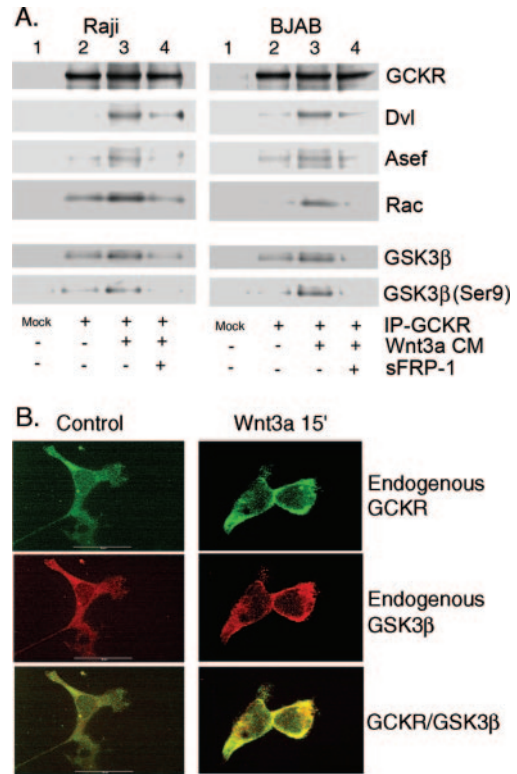 A.
Raji BJAB
1 2 3 4 1 2 3 4
GCKR
Dvl
Asef
Rac
GSK3β
GSK3β(Ser9)
Mock + + + Mock + + + IP-GCKR
- - + + - - + + Wnt3a CM
- - - + - - - + sFRP-1
B.
Control Wnt3a 15'
Endogenous
GCKR
Endogenous
GSK3β
GCKR/GSK3β